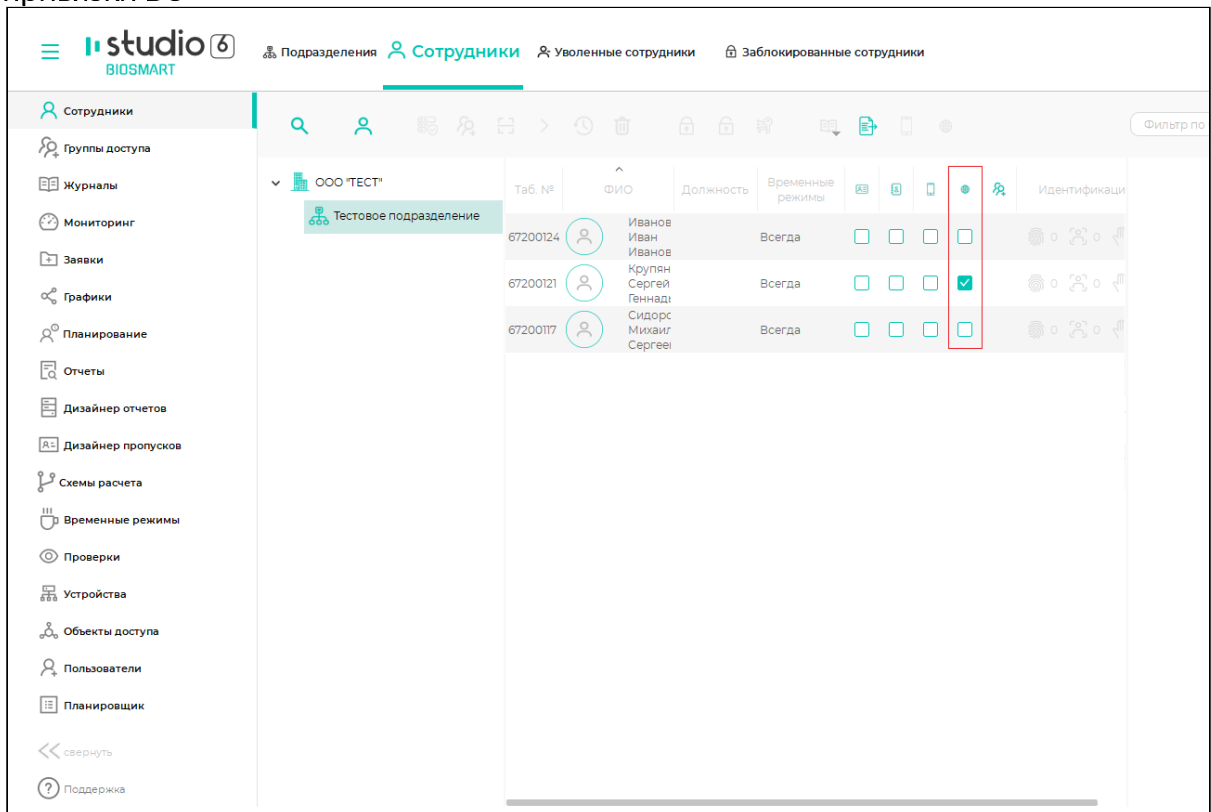 studio 6
BIOSMART
Подразделения
Сотрудники
Уволенные сотрудники
Заблокированные сотрудники
Сотрудники
Группы доступа
Журналы
Мониторинг
Заявки
Графики
Планирование
Отчеты
Дизайнер отчетов
Дизайнер пропусков
Схемы расчета
Временные режимы
Проверки
Устройства
Объекты доступа
Пользователи
Планировщик
свернуть
Поддержка
Фильтр по
ООО "ТЕСТ"
Тестовое подразделение
Таб. № ФИО Должность Временные
режимы
Идентификаци
67200124 Иванов
Иван
Иванов
Всегда
0 0
67200121 Крупян
Сергей
Геннадь
Всегда
0 0
67200117 Сидоро
Михаил
Сергее
Всегда
0 0